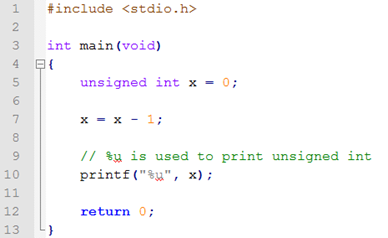 1 #include <stdio.h>
2
3 int main(void)
4 {
5 unsigned int x = 0;
6
7 x = x - 1;
8
9 // %u is used to print unsigned int
10 printf("%u", x);
11
12 return 0;
13 }